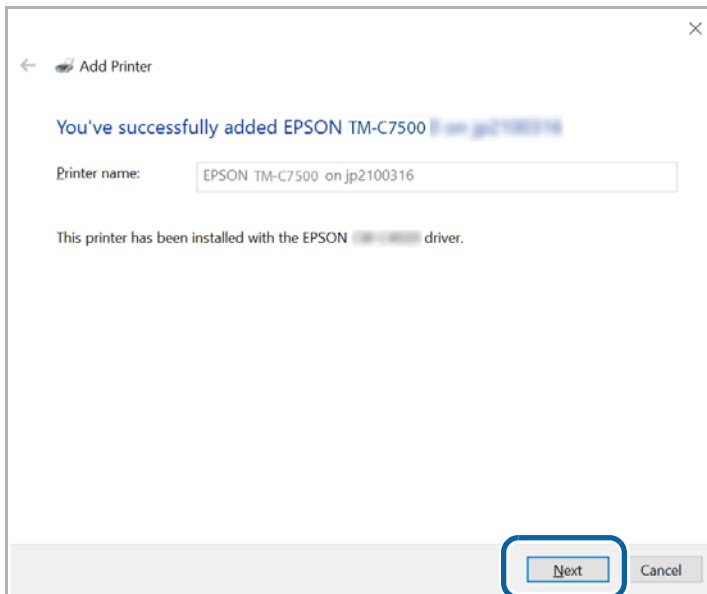 Add Printer
You've successfully added EPSON TM-C7500
Printer name: EPSON TM-C7500 on jp2100316
This printer has been installed with the EPSON driver.
Next Cancel